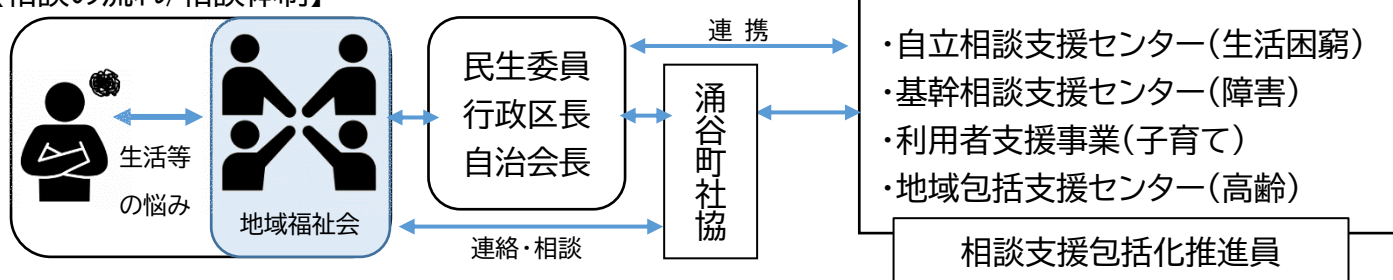 【相談の流れ/相談体制】
生活等
の悩み
地域福祉会
民生委員
行政区長
自治会長
連 携
連絡・相談
涌谷町社協
・自立相談支援センター(生活困窮)
・基幹相談支援センター(障害)
・利用者支援事業(子育て)
・地域包括支援センター(高齢)
相談支援包括化推進員